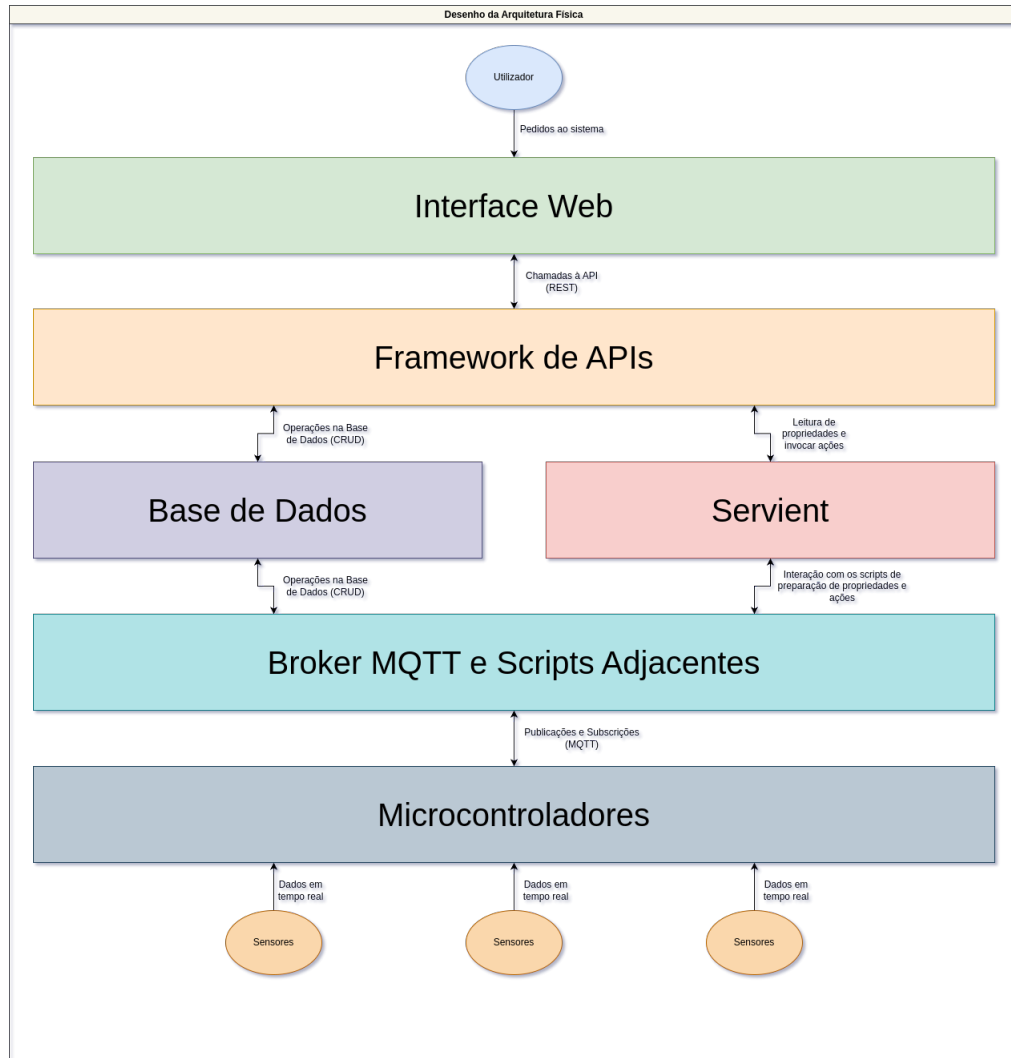 Desenho da Arquitetura Física
Utilizador
Pedidos ao sistema
Interface Web
Chamadas à API
(REST)
Framework de APIs
Operações na Base
de Dados (CRUD)
Leitura de
propriedades e
invocar ações
Base de Dados
Servient
Operações na Base
de Dados (CRUD)
Interação com os scripts de
preparação de propriedades e
ações
Broker MQTT e Scripts Adjacentes
Publicações e Subscrições
(MQTT)
Microcontroladores
Dados em
tempo real
Dados em
tempo real
Dados em
tempo real
Sensores
Sensores
Sensores